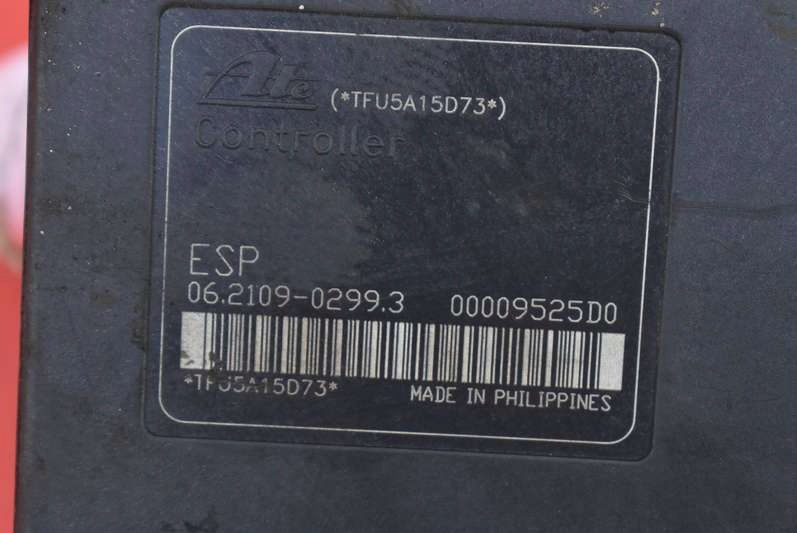 Ate (*TFU5A15D73*)
Controller
ESP
06.2109-0299.3 00009525D0
*TFU5A15D73* MADE IN PHILIPPINES